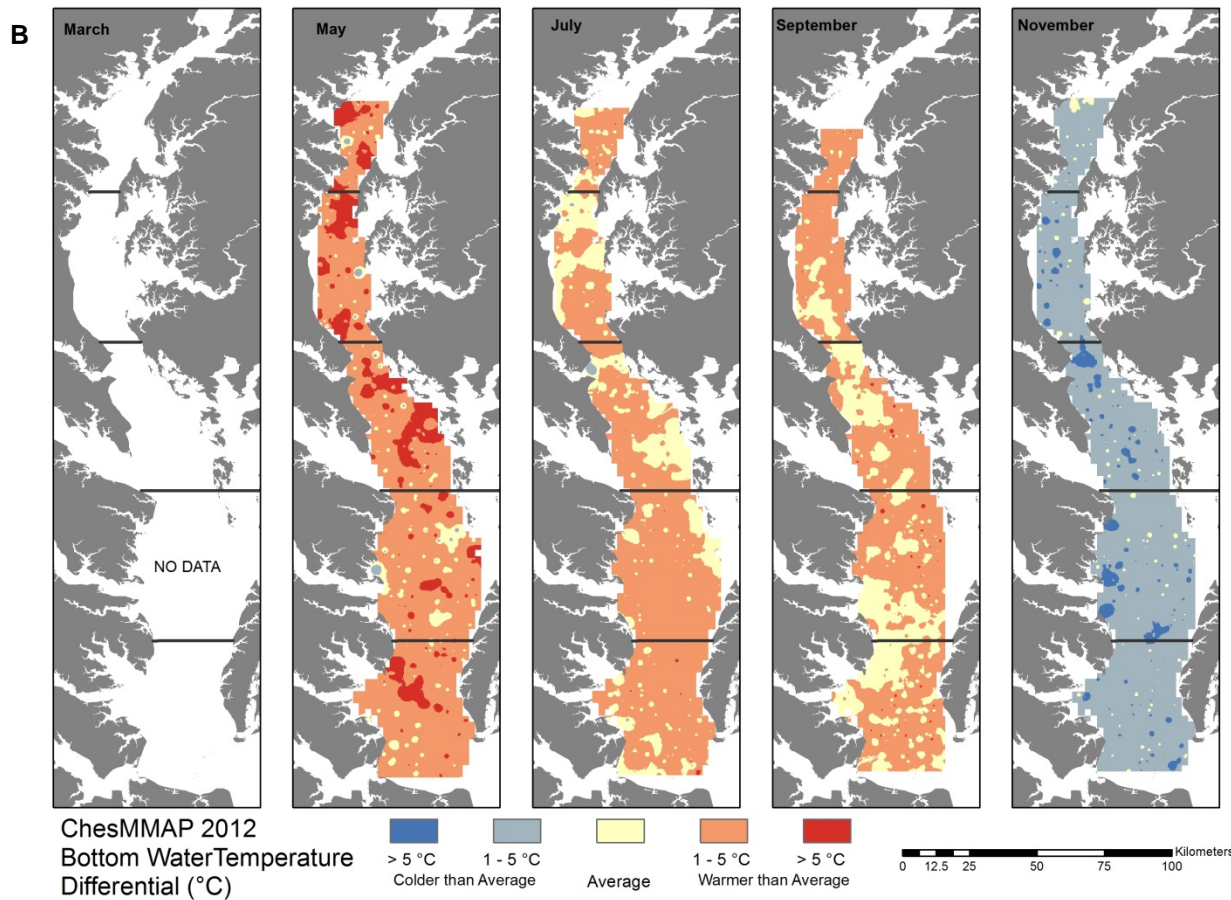 B
March
May
July
September
November
NO DATA
ChesMMAP 2012
Bottom WaterTemperature
Differential (°C)
> 5 °C
1 - 5 °C
1 - 5 °C
> 5 °C
Colder than Average
Average
Warmer than Average
Kilometers
0 12.5 25 50 75 100